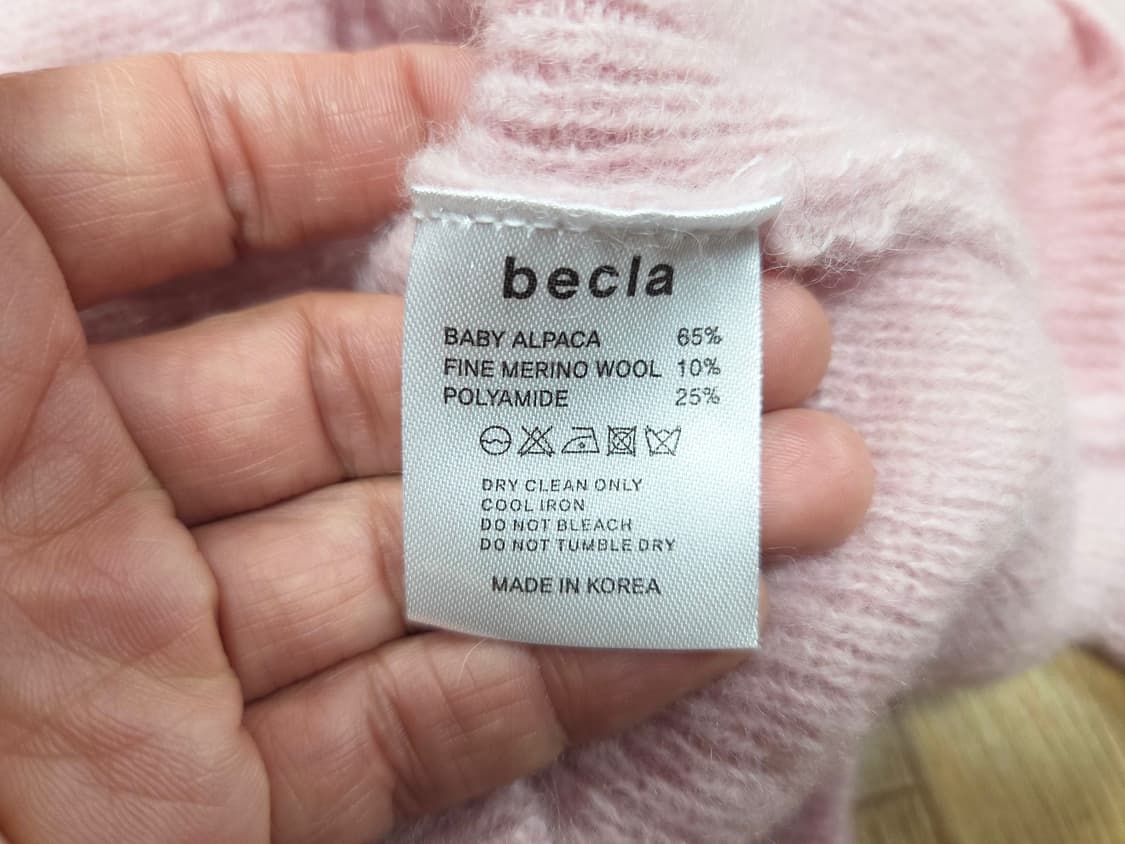 becla
BABY ALPACA 65%
FINE MERINO WOOL 10%
POLYAMIDE 25%
DRY CLEAN ONLY
COOL IRON
DO NOT BLEACH
DO NOT TUMBLE DRY
MADE IN KOREA